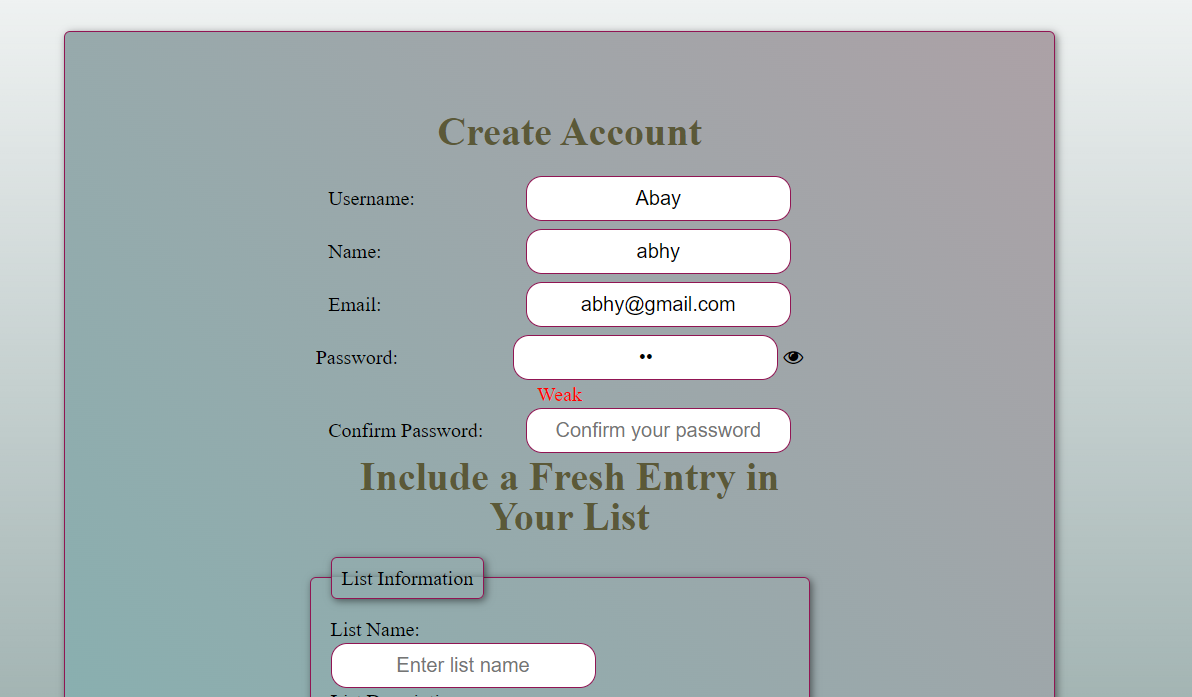 Create Account
Username: Abay
Name: abhy
Email: abhy@gmail.com
Password: ••
Weak
Confirm Password: Confirm your password
Include a Fresh Entry in
Your List
List Information
List Name:
Enter list name